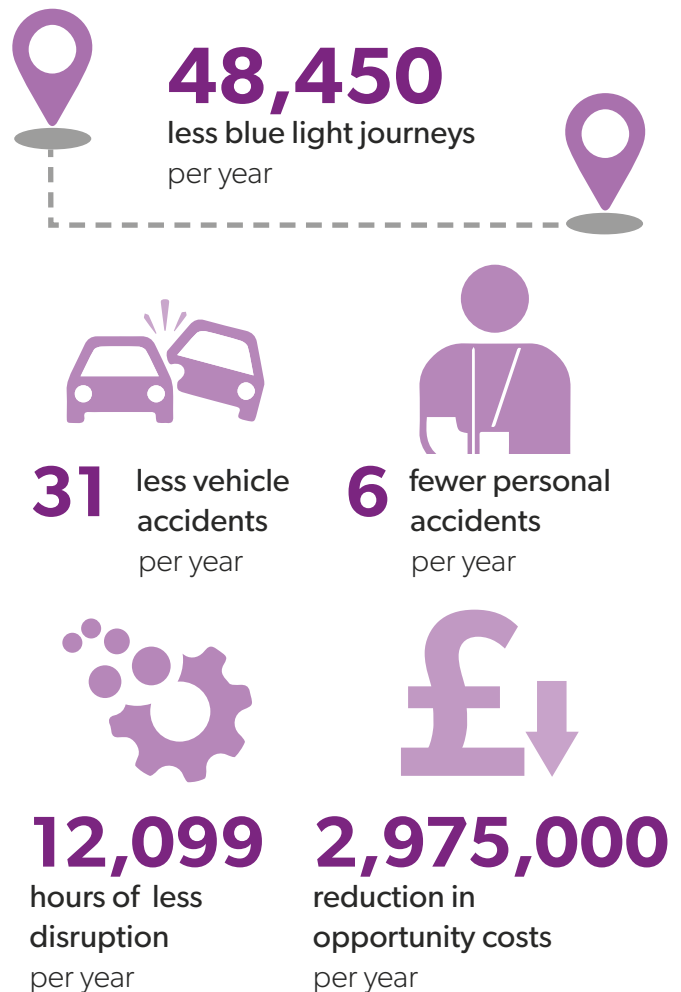 48,450
less blue light journeys
per year
31
less vehicle
accidents
per year
6
fewer personal
accidents
per year
£
12,099
hours of less
disruption
per year
2,975,000
reduction in
opportunity costs
per year